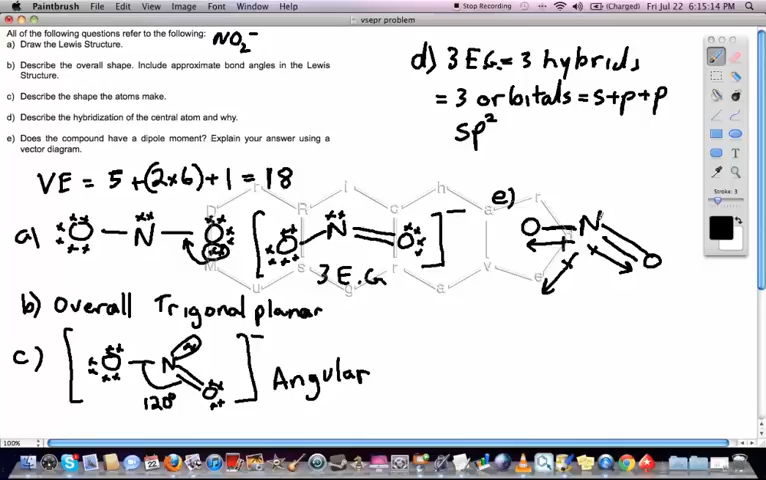 Paintbrush File Edit View Image Font Window Help
Stop Recording (Charged) Fri Jul 22 6:15:14 PM
vsepr problem
All of the following questions refer to the following: NO2-
a) Draw the Lewis Structure.
b) Describe the overall shape. Include approximate bond angles in the Lewis
Structure.
c) Describe the shape the atoms make.
d) Describe the hybridization of the central atom and why.
e) Does the compound have a dipole moment? Explain your answer using a
vector diagram.
d) 3 E.G. = 3 hybrids
= 3 orbitals = s+p+p
sp2
VE = 5 + (2x6) + 1 = 18
a) O — N — O [ O — N = O ]-
3 E.G
e) O — N = O
b) Overall Trigonal planar
c) [ O — N = O ]- Angular
120°
Dr Richards
Mugrave
Stroke: 3
100%